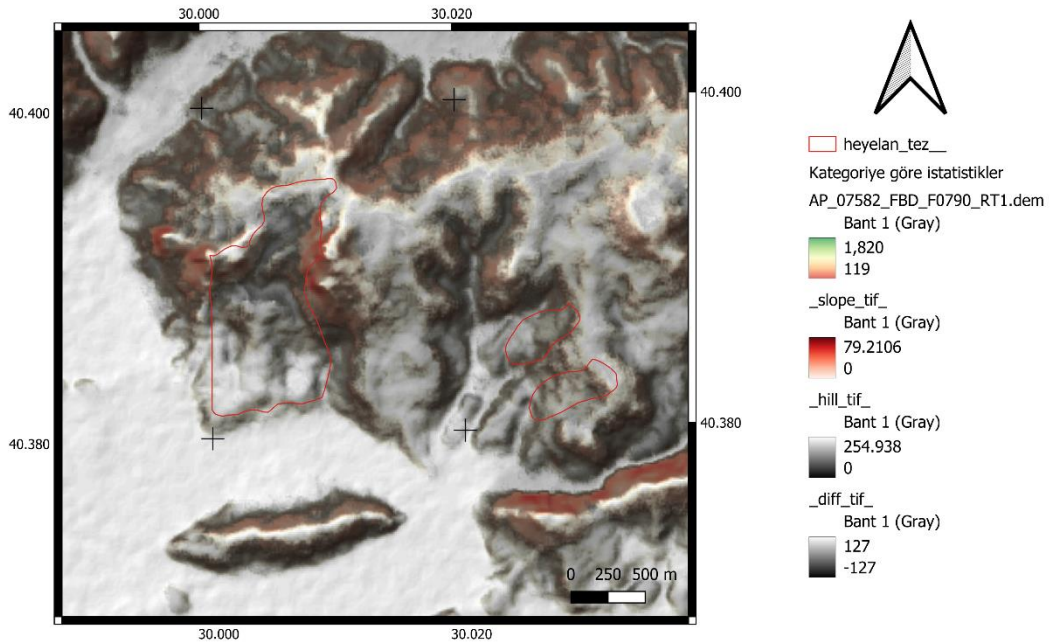 30.000 30.020
40.400 40.400
40.380 40.380
0 250 500 m
30.000 30.020
heyelan_tez__
Kategoriye göre istatistikler
AP_07582_FBD_F0790_RT1.dem
Bant 1 (Gray)
1,820
119
_slope_tif_
Bant 1 (Gray)
79.2106
0
_hill_tif_
Bant 1 (Gray)
254.938
0
_diff_tif_
Bant 1 (Gray)
127
-127